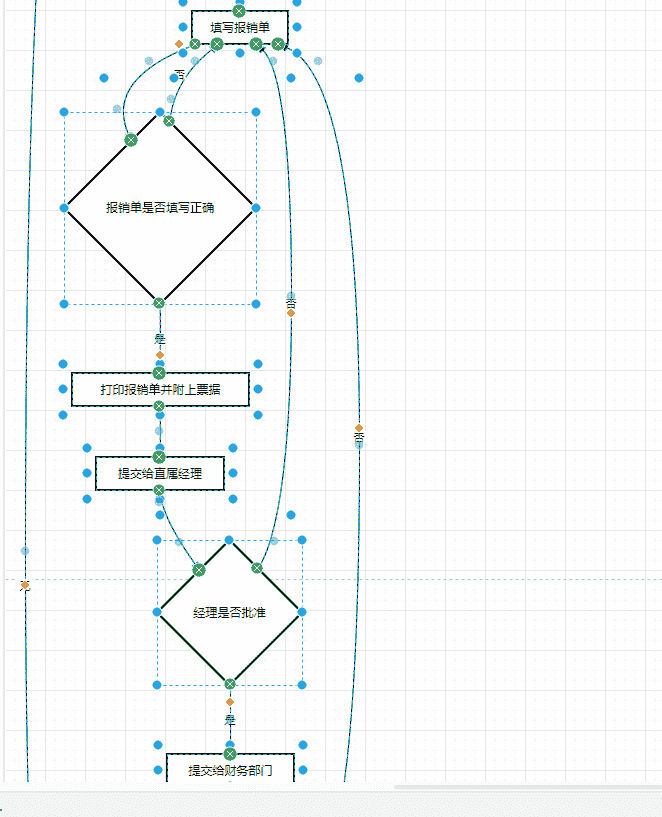 填写报销单
否
报销单是否填写正确
否
是
打印报销单并附上票据
否
提交给直属经理
经理是否批准
是
提交给财务部门